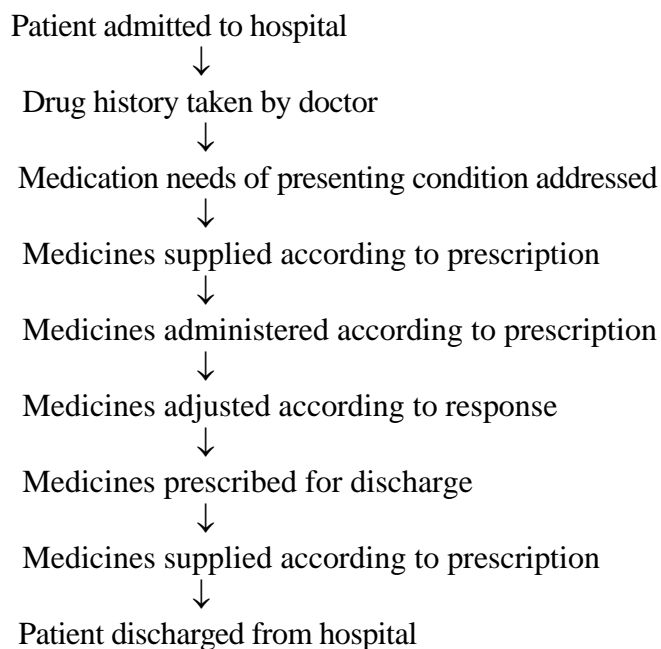 Patient admitted to hospital
↓
Drug history taken by doctor
↓
Medication needs of presenting condition addressed
↓
Medicines supplied according to prescription
↓
Medicines administered according to prescription
↓
Medicines adjusted according to response
↓
Medicines prescribed for discharge
↓
Medicines supplied according to prescription
↓
Patient discharged from hospital